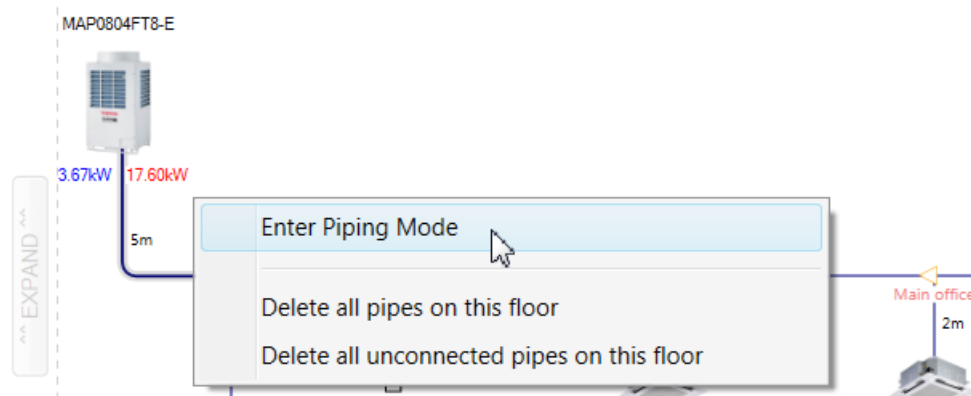 MAP0804FT8-E
3.67kW 17.60kW
Enter Piping Mode
5m
^^ EXPAND ^^
Main office
2m
Delete all pipes on this floor
Delete all unconnected pipes on this floor